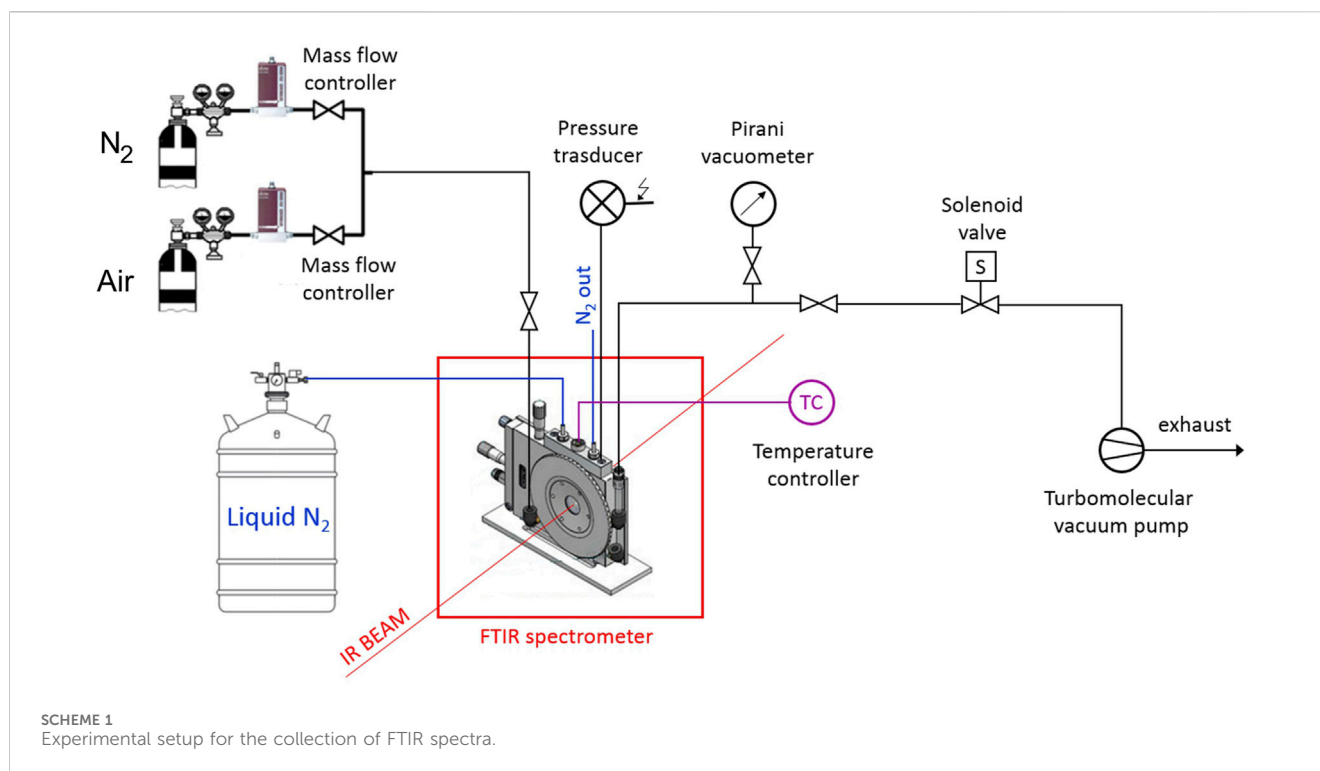 Mass flow
controller
N₂
Air
Mass flow
controller
Pressure
trasducer
Pirani
vacuometer
Solenoid
valve
S
N₂ out
TC
Temperature
controller
exhaust
Turbomolecular
vacuum pump
Liquid N₂
IR BEAM
FTIR spectrometer
SCHEME 1
Experimental setup for the collection of FTIR spectra.